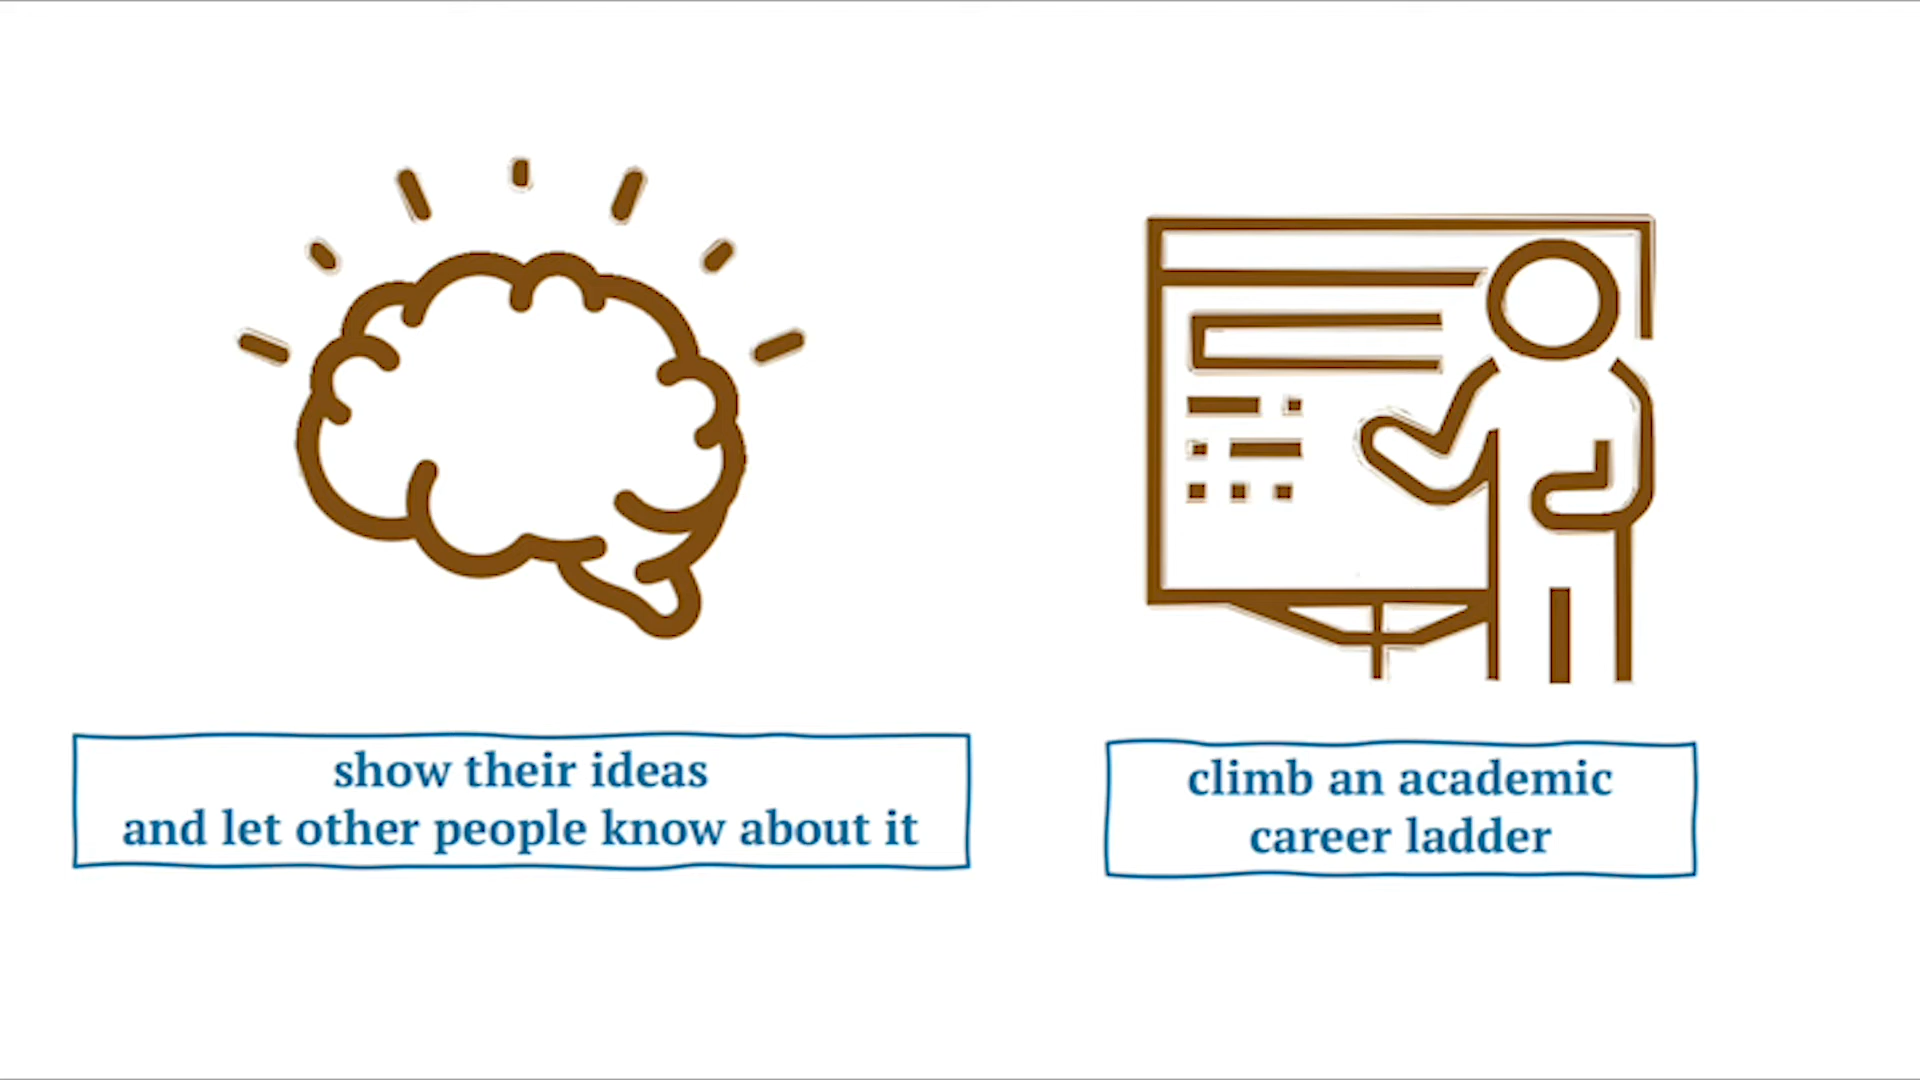 show their ideas
and let other people know about it
climb an academic
career ladder